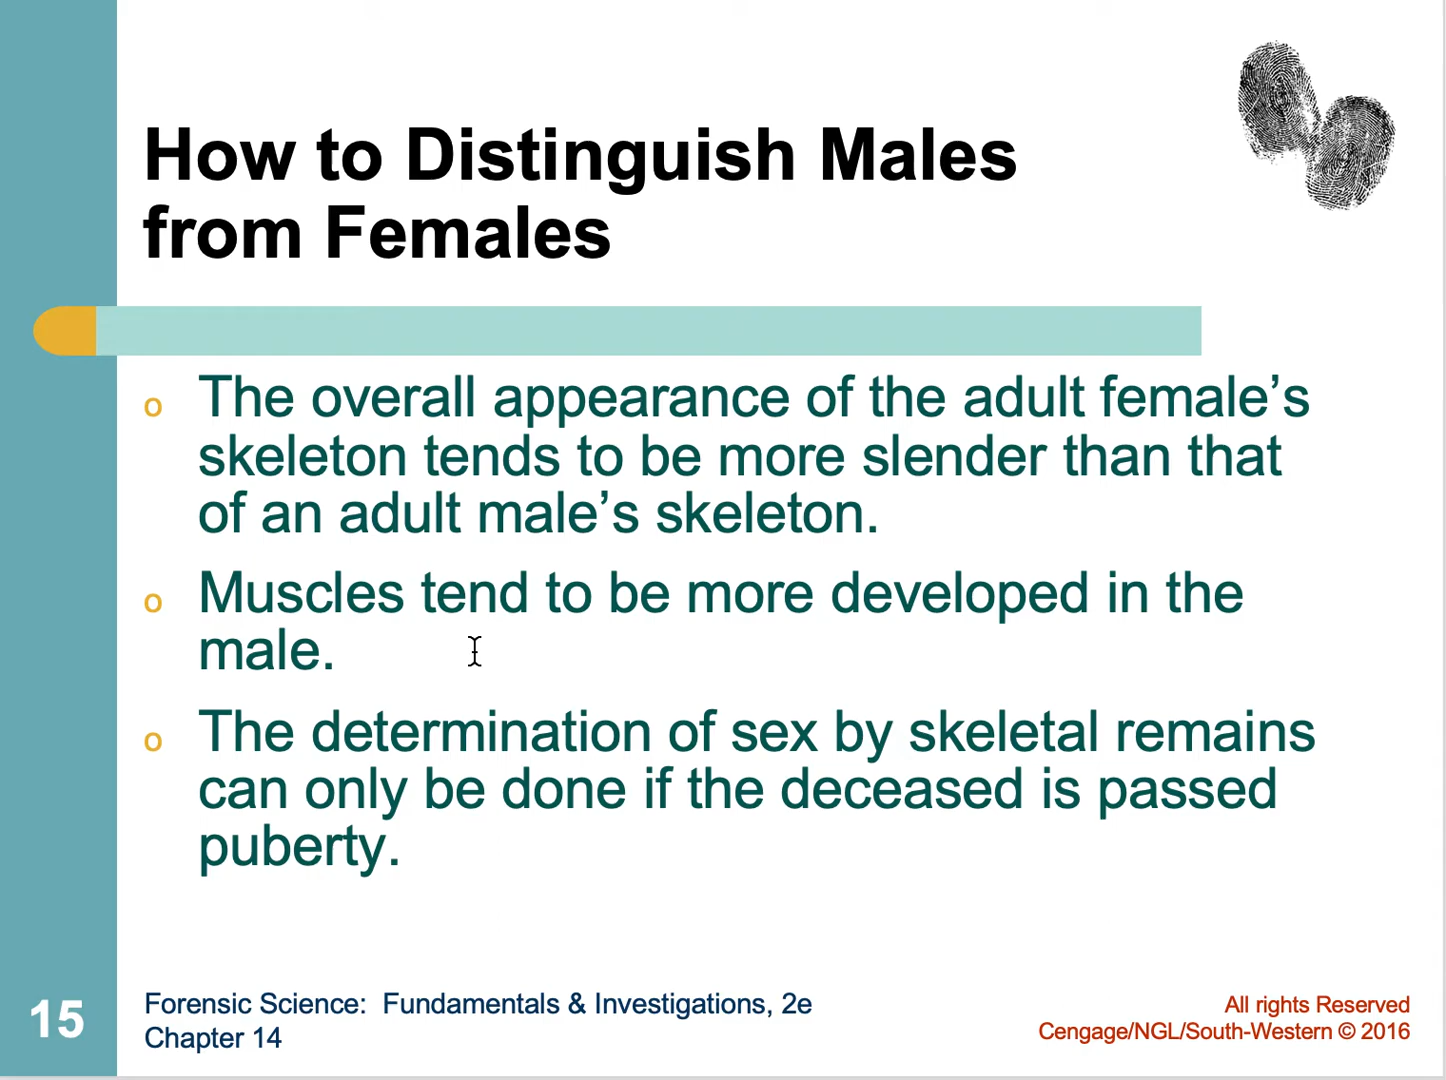 How to Distinguish Males
from Females
o The overall appearance of the adult female’s
skeleton tends to be more slender than that
of an adult male’s skeleton.
o Muscles tend to be more developed in the
male.
o The determination of sex by skeletal remains
can only be done if the deceased is passed
puberty.
15
Forensic Science: Fundamentals & Investigations, 2e
Chapter 14
All rights Reserved
Cengage/NGL/South-Western © 2016